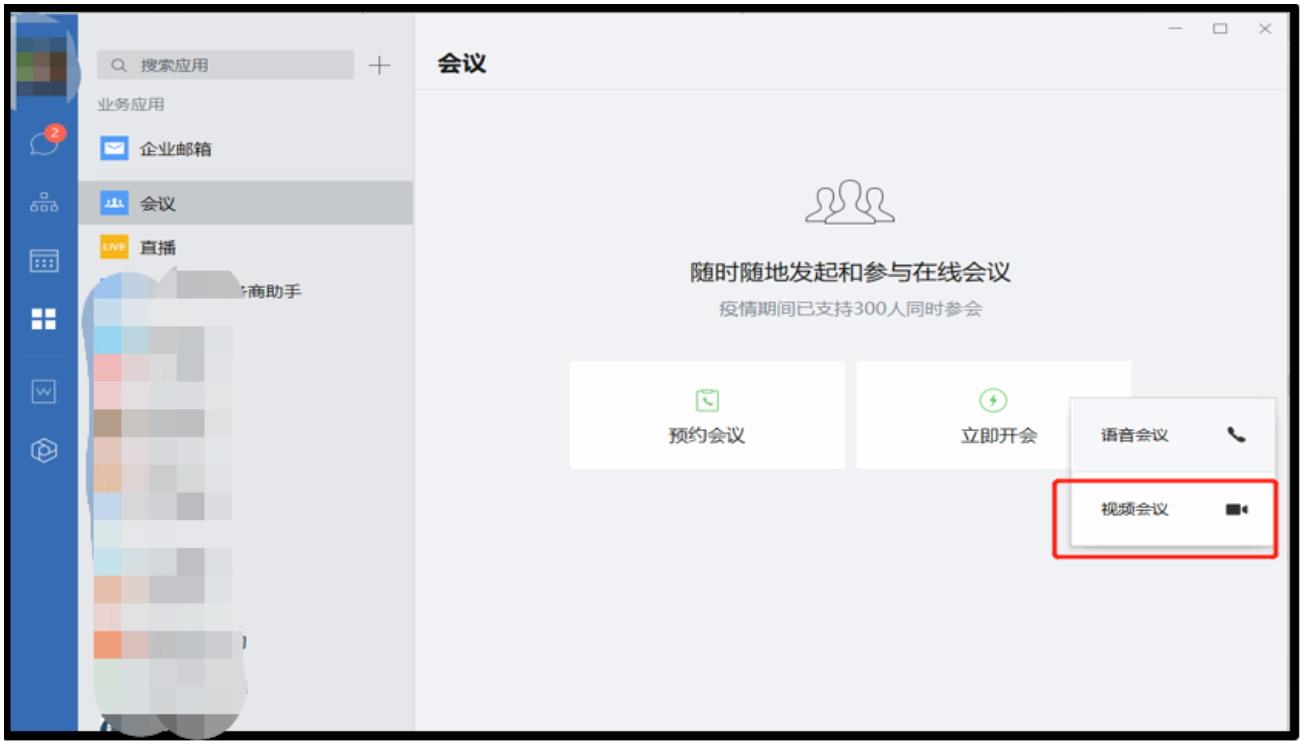 2
搜索应用
业务应用
企业邮箱
会议
LIVE
直播
商助手
会议
随时随地发起和参与在线会议
疫情期间已支持300人同时参会
预约会议
立即开会
语音会议
视频会议